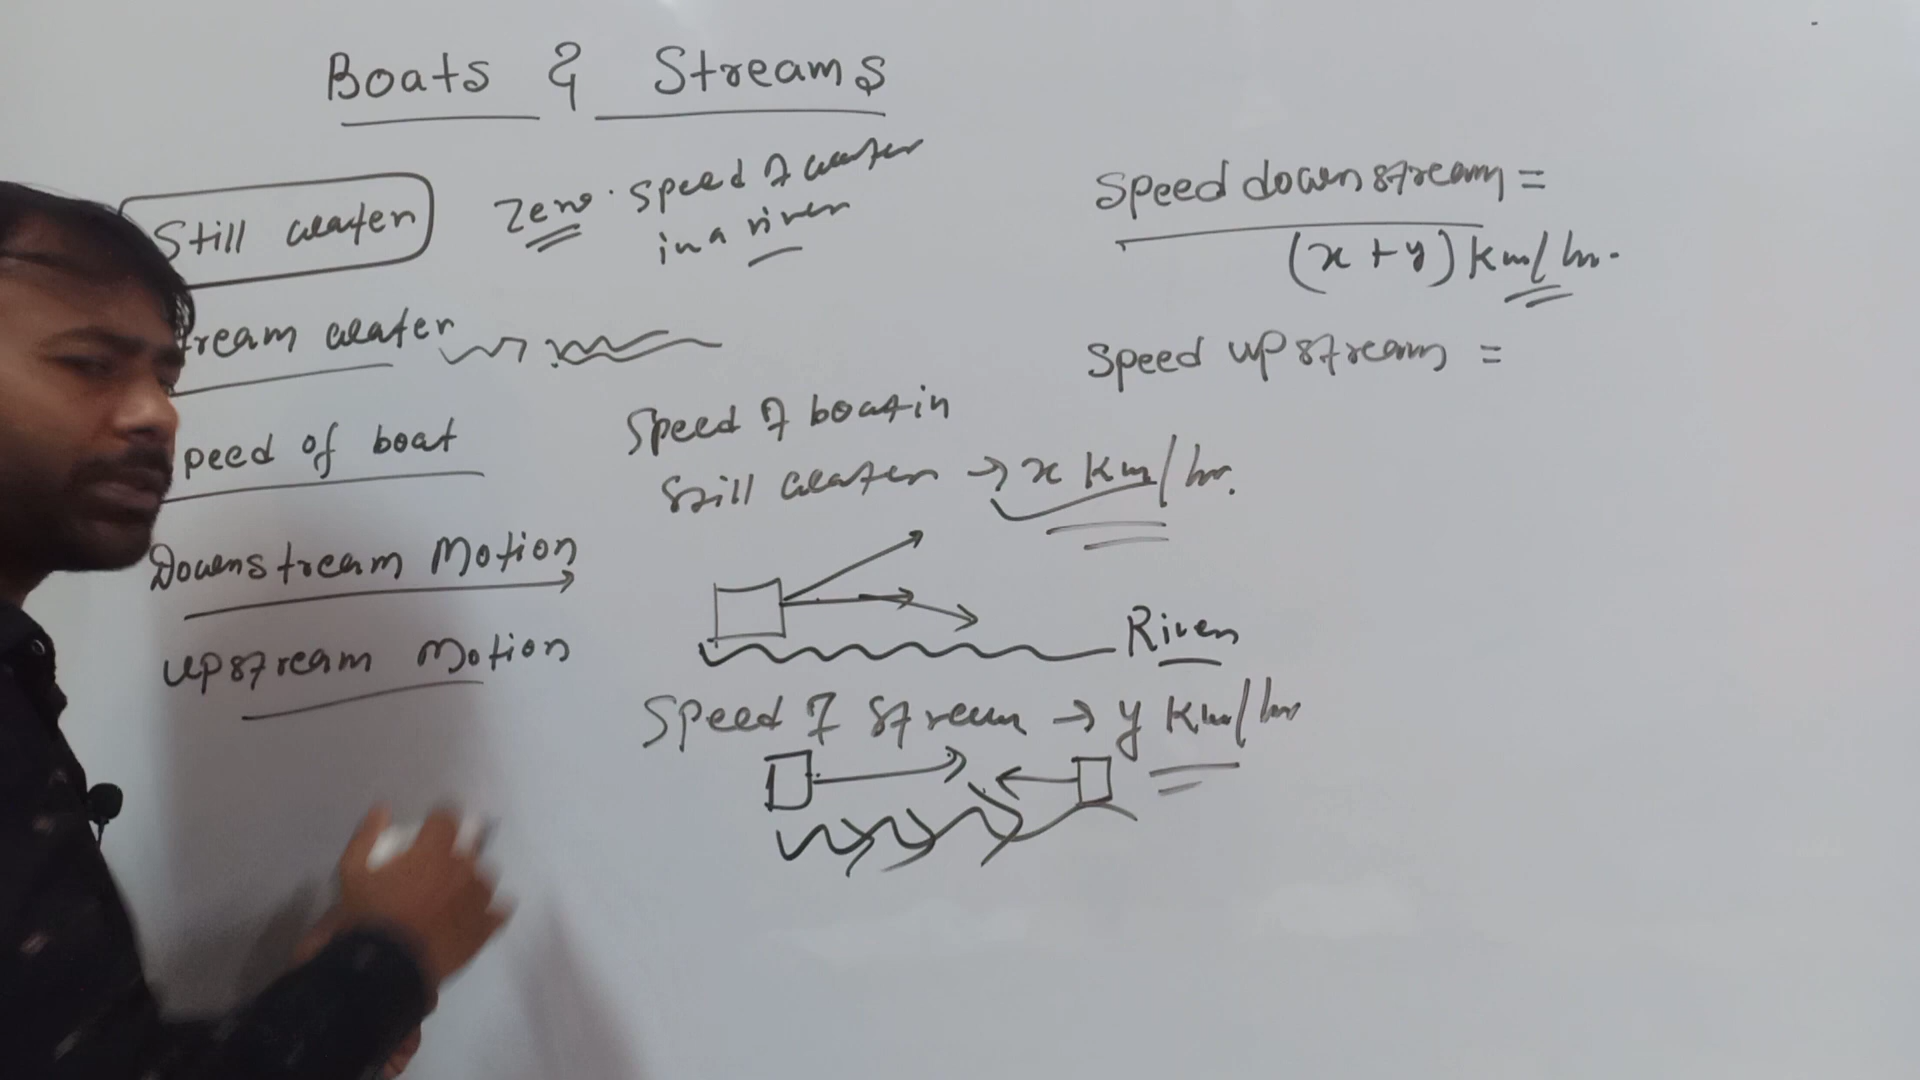 Boats & Streams
Still water
Zero speed of water
in a river
tream water
peed of boat
Downstream Motion
upstream Motion
Speed of boat in
Still water → x km/hr.
River
Speed of stream → y km/hr
Speed downstream =
(x + y) km/hr.
Speed upstream =